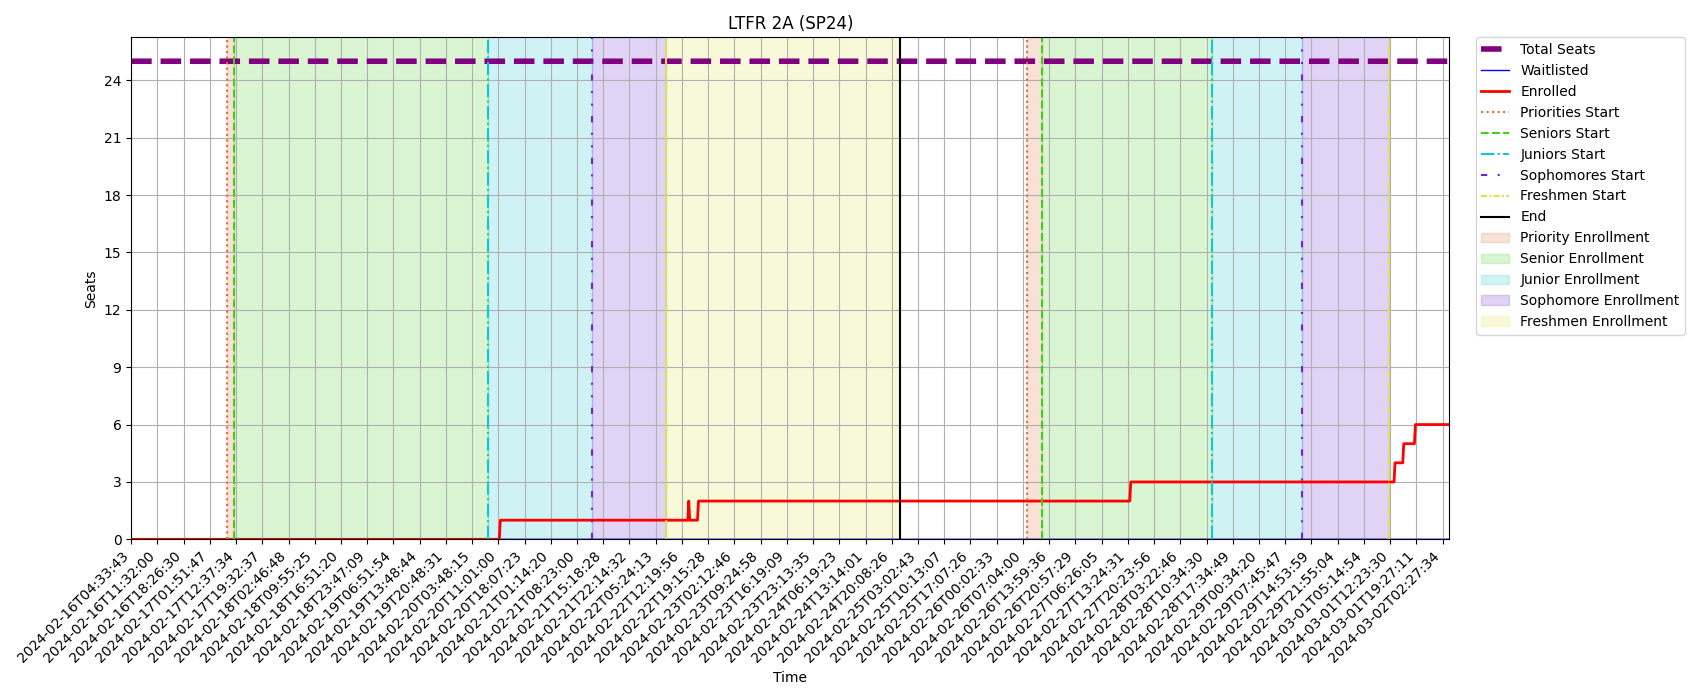 LTFR 2A (SP24)
Seats
24
21
18
15
12
9
6
3
0
2024-02-16T04:33:43
2024-02-16T11:32:00
2024-02-16T18:26:30
2024-02-17T01:51:47
2024-02-17T12:37:34
2024-02-17T19:32:37
2024-02-18T02:46:48
2024-02-18T09:55:25
2024-02-18T16:51:20
2024-02-18T23:47:09
2024-02-19T06:51:54
2024-02-19T13:48:44
2024-02-19T20:48:31
2024-02-20T03:48:15
2024-02-20T11:01:00
2024-02-20T18:07:23
2024-02-21T01:14:20
2024-02-21T08:23:00
2024-02-21T15:18:28
2024-02-21T22:14:32
2024-02-22T05:24:13
2024-02-22T12:19:56
2024-02-22T19:15:28
2024-02-23T02:12:46
2024-02-23T09:24:58
2024-02-23T16:19:09
2024-02-23T23:13:35
2024-02-24T06:19:23
2024-02-24T13:14:01
2024-02-24T20:08:26
2024-02-25T03:02:43
2024-02-25T10:13:07
2024-02-25T17:07:26
2024-02-26T00:02:33
2024-02-26T07:04:00
2024-02-26T13:59:36
2024-02-26T20:57:29
2024-02-27T06:26:05
2024-02-27T13:24:31
2024-02-27T20:23:56
2024-02-28T03:22:46
2024-02-28T10:34:30
2024-02-28T17:34:49
2024-02-29T00:34:20
2024-02-29T07:45:47
2024-02-29T14:53:59
2024-02-29T21:55:04
2024-03-01T05:14:54
2024-03-01T12:23:30
2024-03-01T19:27:11
2024-03-02T02:27:34
Time
Total Seats
Waitlisted
Enrolled
Priorities Start
Seniors Start
Juniors Start
Sophomores Start
Freshmen Start
End
Priority Enrollment
Senior Enrollment
Junior Enrollment
Sophomore Enrollment
Freshmen Enrollment